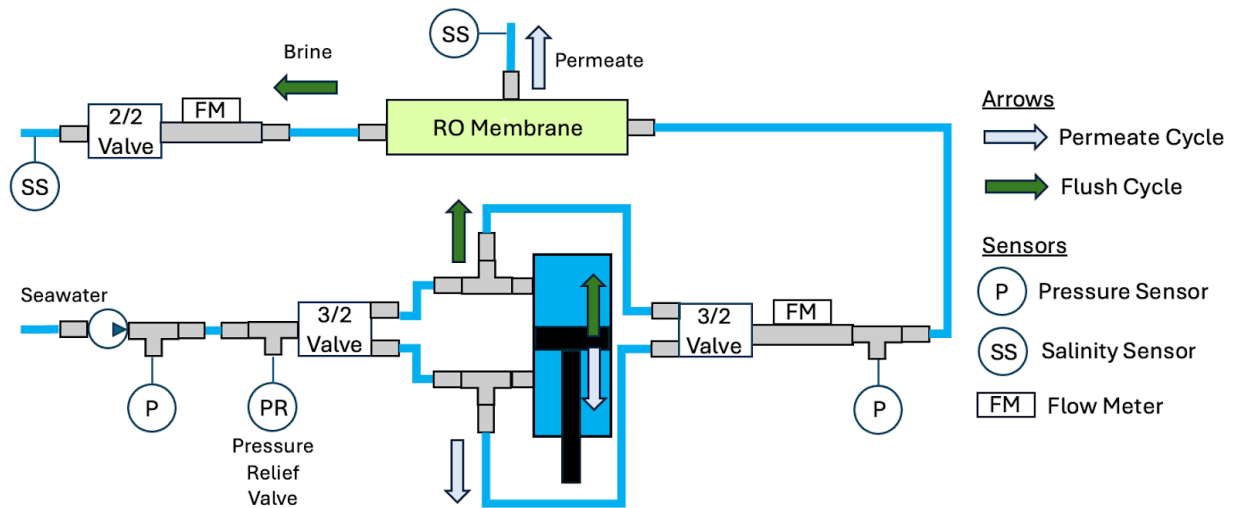 SS
Brine
Permeate
FM
2/2
Valve
RO Membrane
SS
Seawater
3/2
Valve
P
PR
Pressure
Relief
Valve
3/2
Valve
FM
P
Arrows
Permeate Cycle
Flush Cycle
Sensors
P Pressure Sensor
SS Salinity Sensor
FM Flow Meter